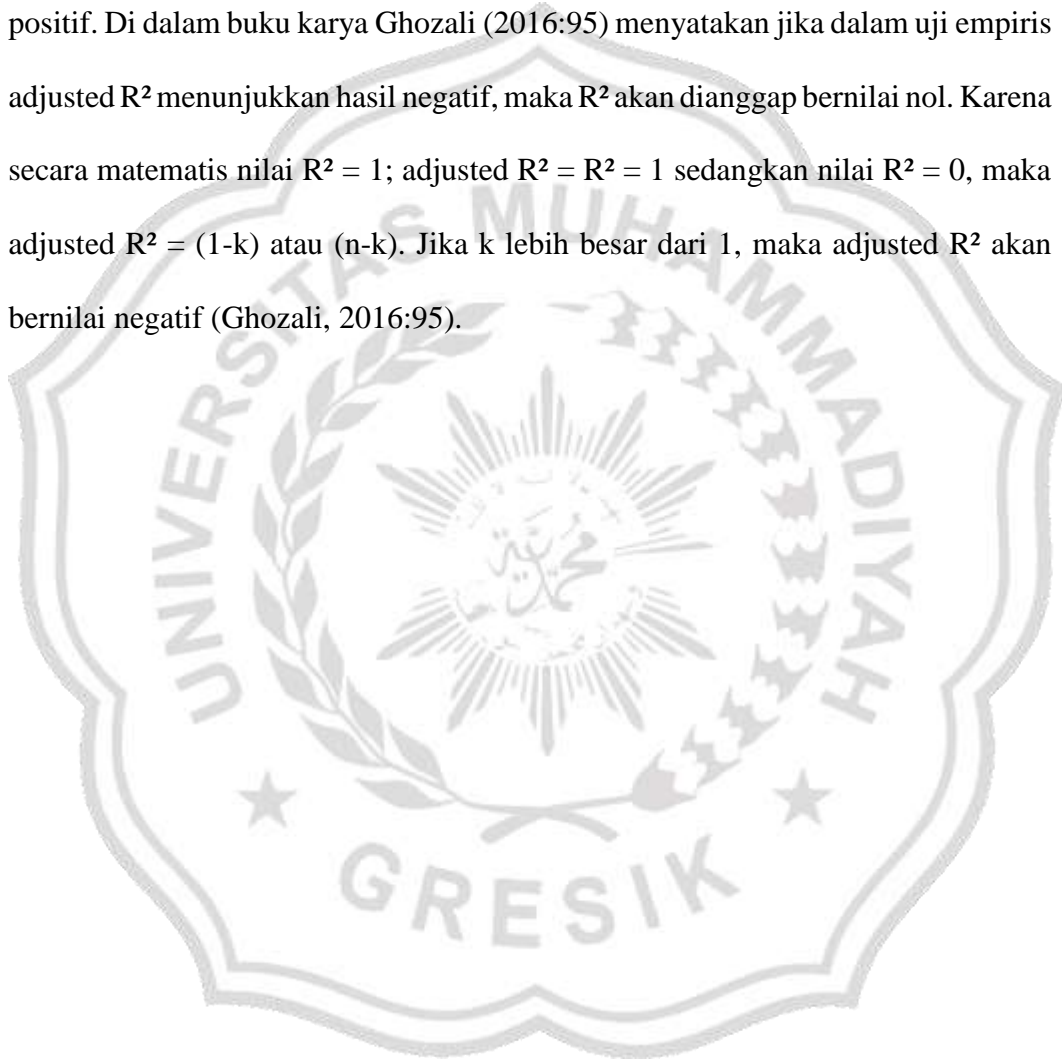 positif. Di dalam buku karya Ghozali (2016:95) menyatakan jika dalam uji empiris
adjusted R² menunjukkan hasil negatif, maka R² akan dianggap bernilai nol. Karena
secara matematis nilai R² = 1; adjusted R² = R² = 1 sedangkan nilai R² = 0, maka
adjusted R² = (1-k) atau (n-k). Jika k lebih besar dari 1, maka adjusted R² akan
bernilai negatif (Ghozali, 2016:95).
UNIVERSITAS MUHAMMADIYAH
GRESIK